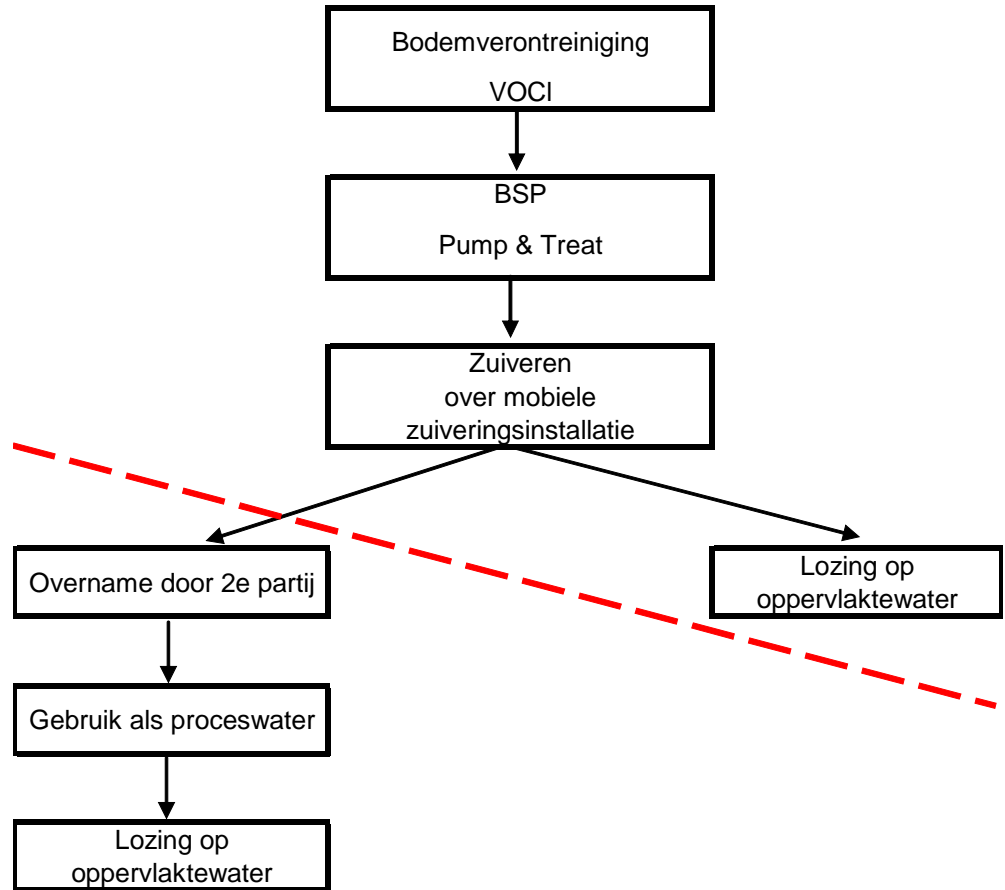 Bodemverontreiniging
VOCl
BSP
Pump & Treat
Zuiveren
over mobiele
zuiveringsinstallatie
Overname door 2e partij
Lozing op
oppervlaktewater
Gebruik als proceswater
Lozing op
oppervlaktewater